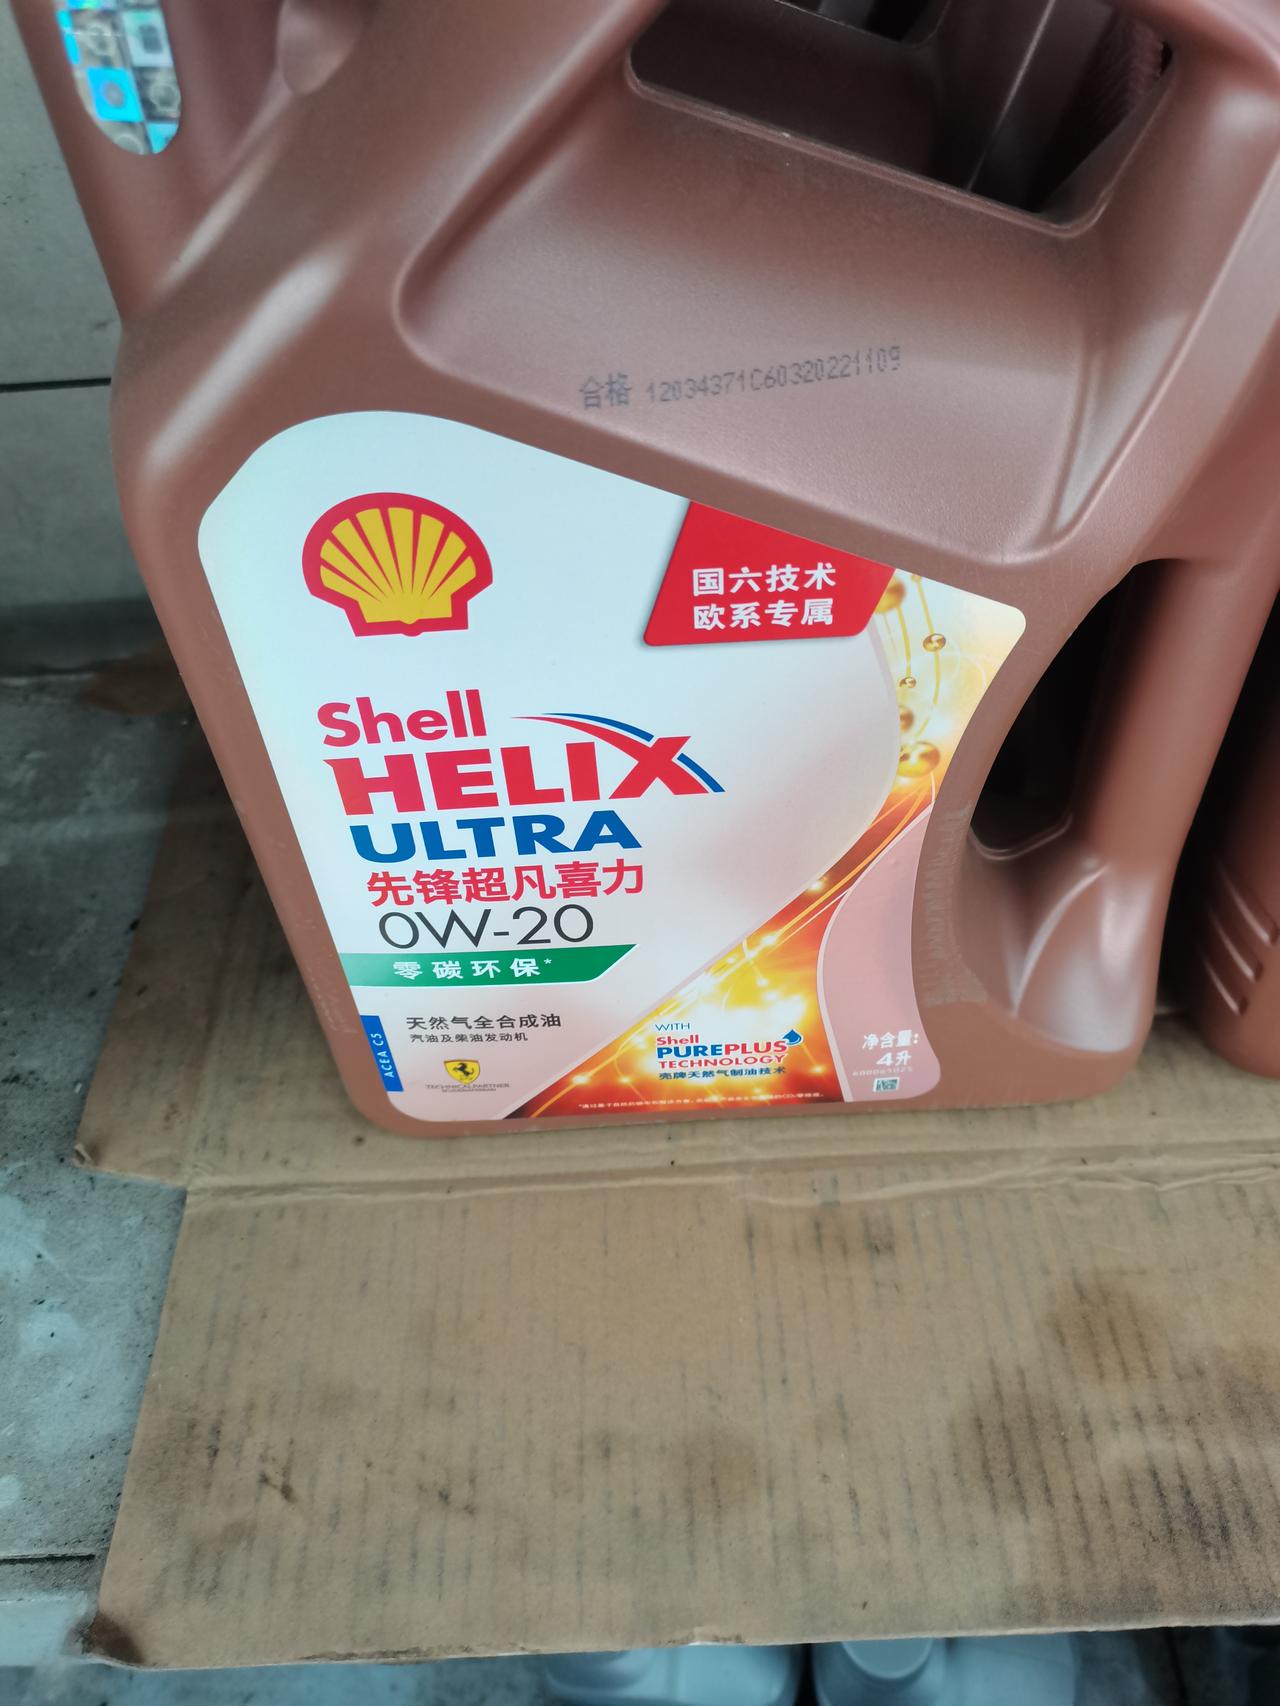 合格 12034371C60320221109
国六技术
欧系专属
Shell
HELIX
ULTRA
先锋超凡喜力
0W-20
零碳环保*
天然气全合成油
汽油及柴油发动机
ACEA C5
TECHNICAL PARTNER
WITH
Shell
PUREPLUS
TECHNOLOGY
壳牌天然气制油技术
净含量:
4升